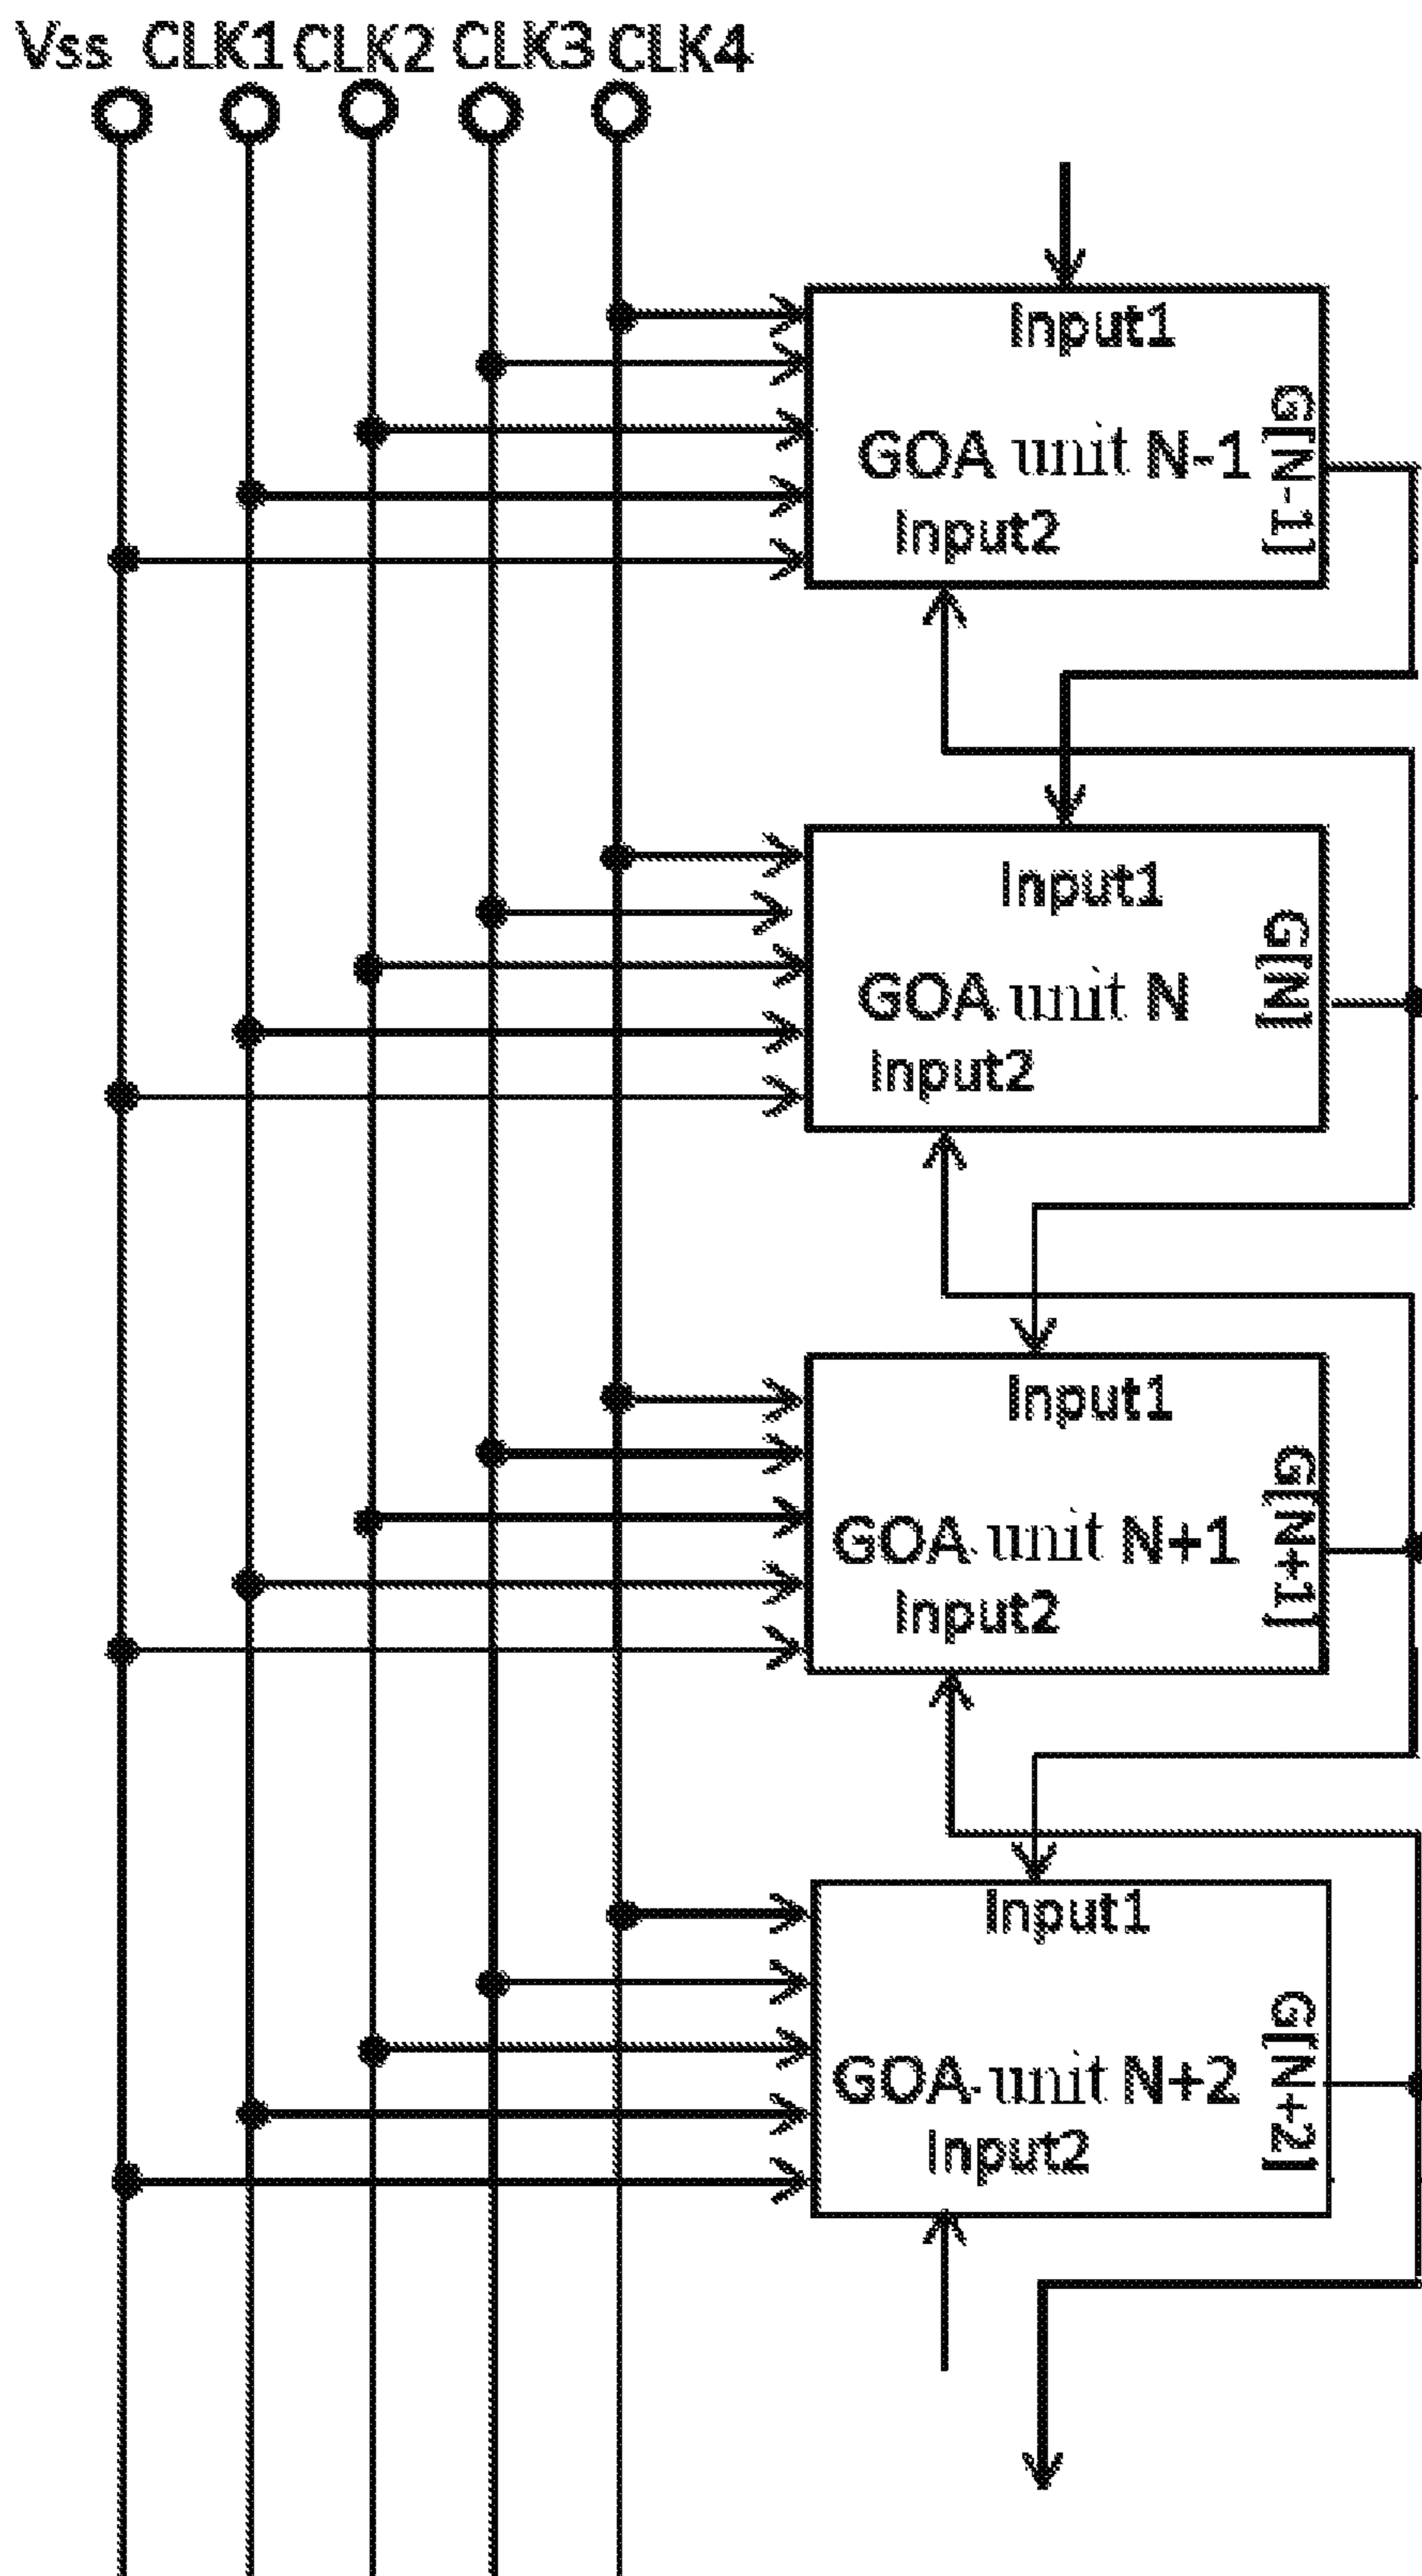 Vss CLK1 CLK2 CLK3 CLK4
Input1
GOA unit N-1
Input2
G[N-1]
Input1
GOA unit N
Input2
G[N]
Input1
GOA unit N+1
Input2
G[N+1]
Input1
GOA unit N+2
Input2
G[N+2]